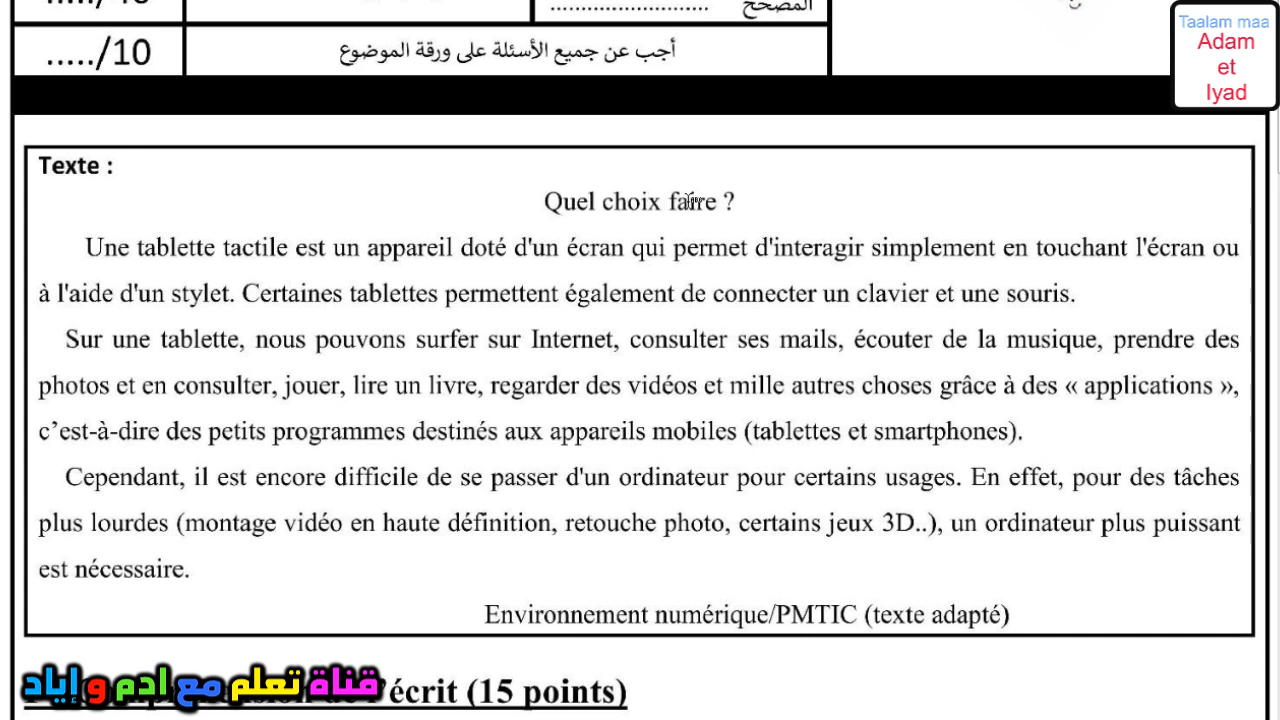 ...../10
المصحح ..........................
أجب عن جميع الأسئلة على ورقة الموضوع
...../10
Taalam maa
Adam
et
Iyad
Texte :
Quel choix faire ?
Une tablette tactile est un appareil doté d'un écran qui permet d'interagir simplement en touchant l'écran ou
à l'aide d'un stylet. Certaines tablettes permettent également de connecter un clavier et une souris.
Sur une tablette, nous pouvons surfer sur Internet, consulter ses mails, écouter de la musique, prendre des
photos et en consulter, jouer, lire un livre, regarder des vidéos et mille autres choses grâce à des « applications »,
c’est-à-dire des petits programmes destinés aux appareils mobiles (tablettes et smartphones).
Cependant, il est encore difficile de se passer d'un ordinateur pour certains usages. En effet, pour des tâches
plus lourdes (montage vidéo en haute définition, retouche photo, certains jeux 3D..), un ordinateur plus puissant
est nécessaire.
Environnement numérique/PMTIC (texte adapté)
قناة تعلم مع ادم و إياد
de l’écrit (15 points)